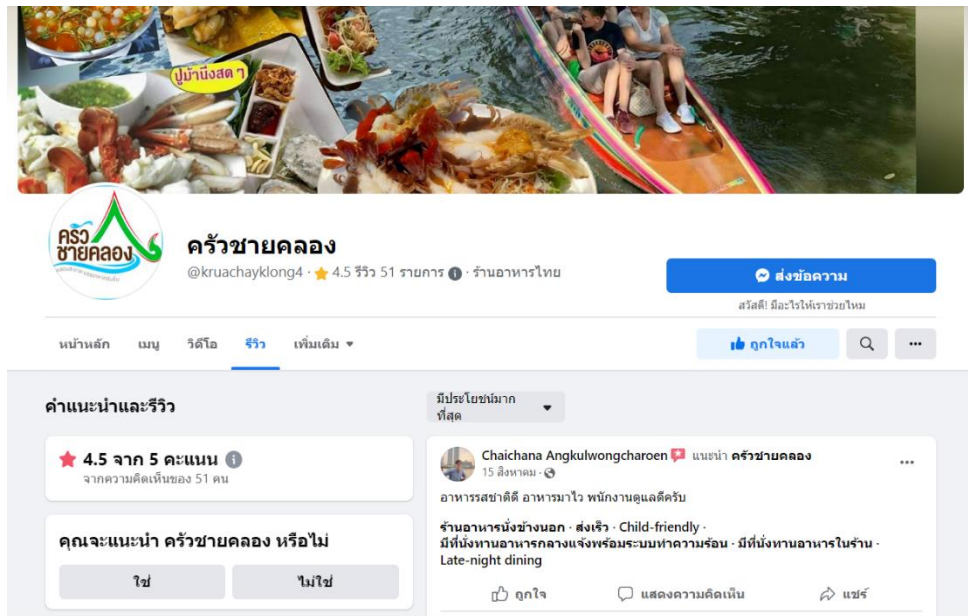 ปูม้านึ่งสด ๆ
ครัว
ชายคลอง
ครัวชายคลอง
@kruachayklong4 · 4.5 รีวิว 51 รายการ · ร้านอาหารไทย
ส่งข้อความ
สวัสดี! มีอะไรให้เราช่วยไหม
หน้าหลัก เมนู วิดีโอ รีวิว เพิ่มเติม
ถูกใจแล้ว
คำแนะนำและรีวิว
มีประโยชน์มาก
ที่สุด
4.5 จาก 5 คะแนน
จากความคิดเห็นของ 51 คน
คุณจะแนะนำ ครัวชายคลอง หรือไม่
ใช่ ไม่ใช่
Chaichana Angkulwongcharoen แนะนำ ครัวชายคลอง
15 สิงหาคม ·
อาหารรสชาติดี อาหารมาไว พนักงานดูแลดีครับ
ร้านอาหารนั่งข้างนอก · ส่งเร็ว · Child-friendly ·
มีที่นั่งทานอาหารกลางแจ้งพร้อมระบบทำความร้อน · มีที่นั่งทานอาหารในร้าน ·
Late-night dining
ถูกใจ แสดงความคิดเห็น แชร์